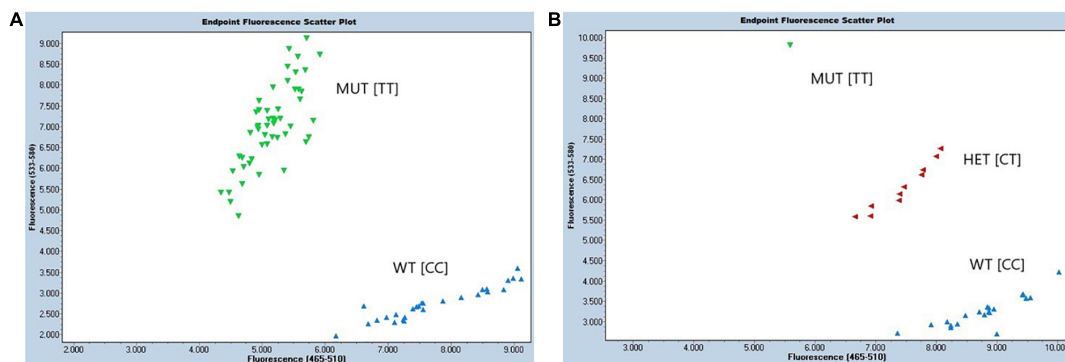 A
Endpoint Fluorescence Scatter Plot
9.000
8.500
8.000
7.500
7.000
6.500
6.000
5.500
5.000
4.500
4.000
3.500
3.000
2.500
2.000
Fluorescence (533-580)
MUT [TT]
WT [CC]
2.000 3.000 4.000 5.000 6.000 7.000 8.000 9.000
Fluorescence [465-510]
B
Endpoint Fluorescence Scatter Plot
10.000
9.500
9.000
8.500
8.000
7.500
7.000
6.500
6.000
5.500
5.000
4.500
4.000
3.500
3.000
Fluorescence (533-580)
MUT [TT]
HET [CT]
WT [CC]
3.000 4.000 5.000 6.000 7.000 8.000 9.000 10.000
Fluorescence [465-510]